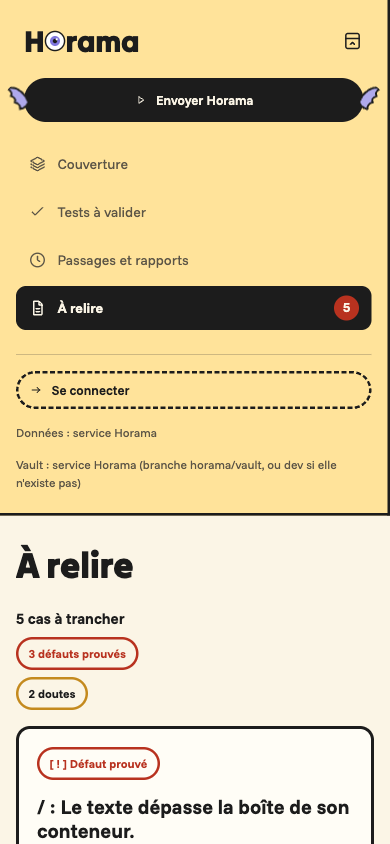 Horama
Envoyer Horama
Couverture
Tests à valider
Passages et rapports
À relire
5
Se connecter
Données : service Horama
Vault : service Horama (branche horama/vault, ou dev si elle
n'existe pas)
À relire
5 cas à trancher
3 défauts prouvés
2 doutes
[ ! ] Défaut prouvé
/ : Le texte dépasse la boîte de son
conteneur.